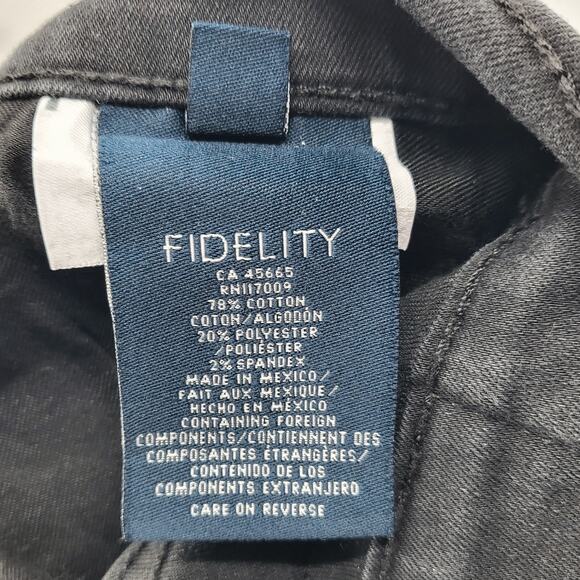 FIDELITY
CA 45665
RN117009
78% COTTON
COTON/ALGODÓN
20% POLYESTER
/POLIÉSTER
2% SPANDEX
MADE IN MEXICO/
FAIT AUX MEXIQUE/
HECHO EN MÉXICO
CONTAINING FOREIGN
COMPONENTS/CONTIENNENT DES
COMPOSANTES ÉTRANGÈRES/
CONTENIDO DE LOS
COMPONENTS EXTRANJERO
CARE ON REVERSE